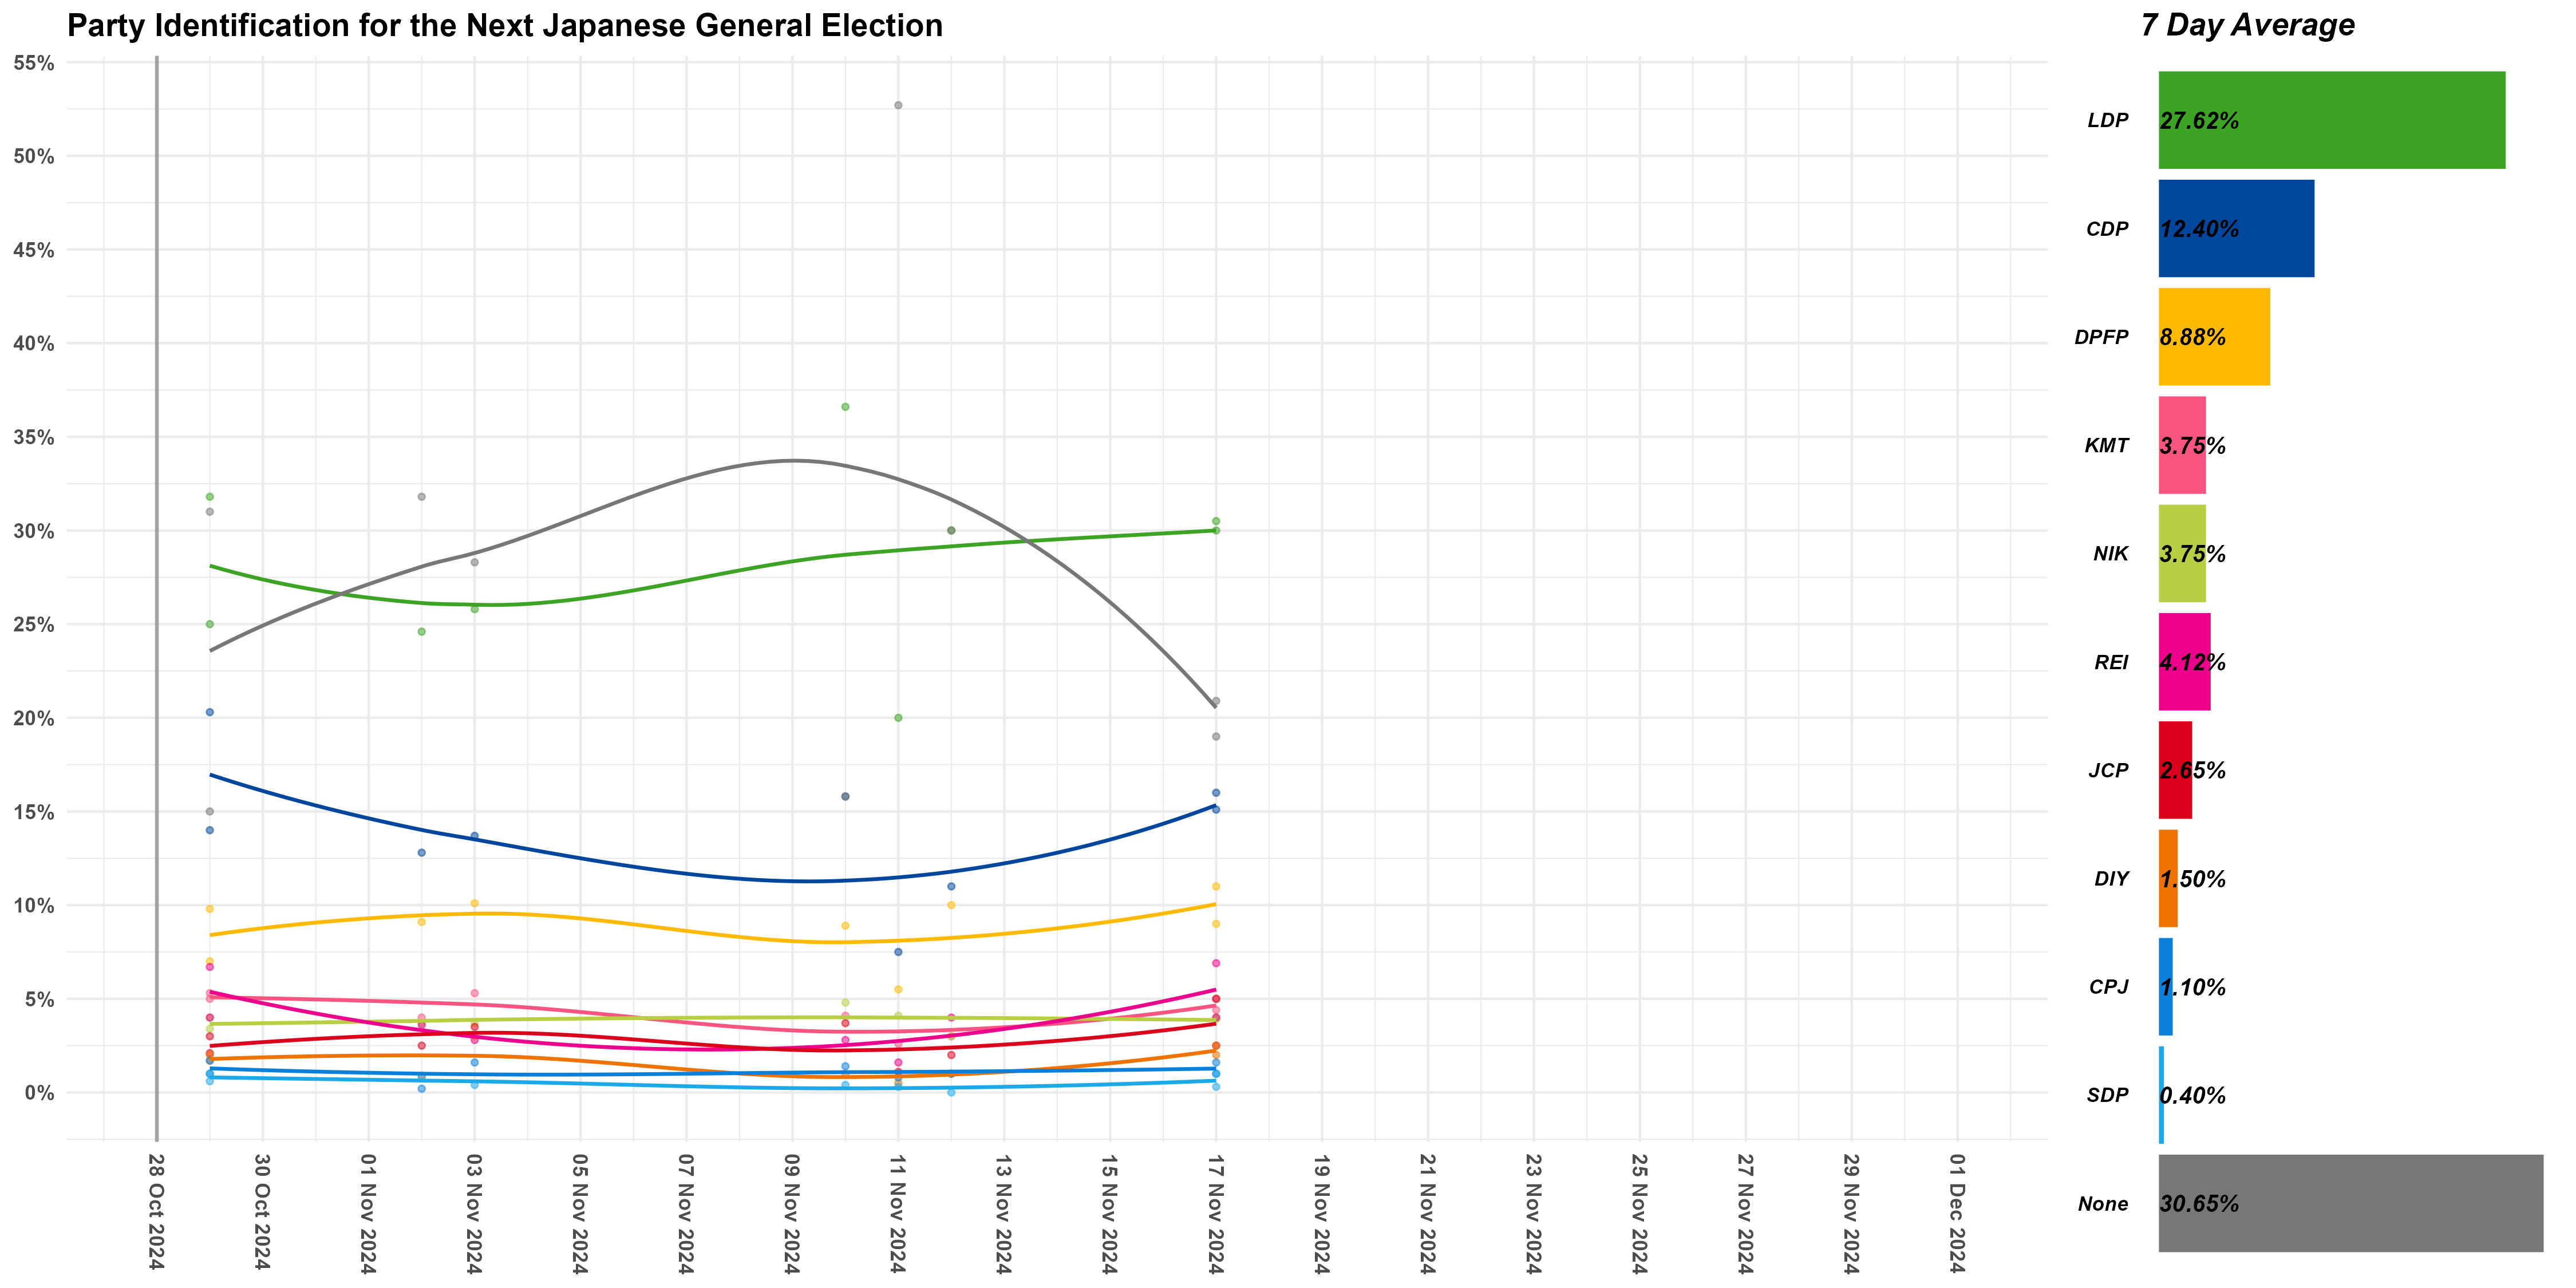 Party Identification for the Next Japanese General Election
7 Day Average
55%
50%
45%
40%
35%
30%
25%
20%
15%
10%
5%
0%
28 Oct 2024
30 Oct 2024
01 Nov 2024
03 Nov 2024
05 Nov 2024
07 Nov 2024
09 Nov 2024
11 Nov 2024
13 Nov 2024
15 Nov 2024
17 Nov 2024
19 Nov 2024
21 Nov 2024
23 Nov 2024
25 Nov 2024
27 Nov 2024
29 Nov 2024
01 Dec 2024
LDP 27.62%
CDP 12.40%
DPFP 8.88%
KMT 3.75%
NIK 3.75%
REI 4.12%
JCP 2.65%
DIY 1.50%
CPJ 1.10%
SDP 0.40%
None 30.65%